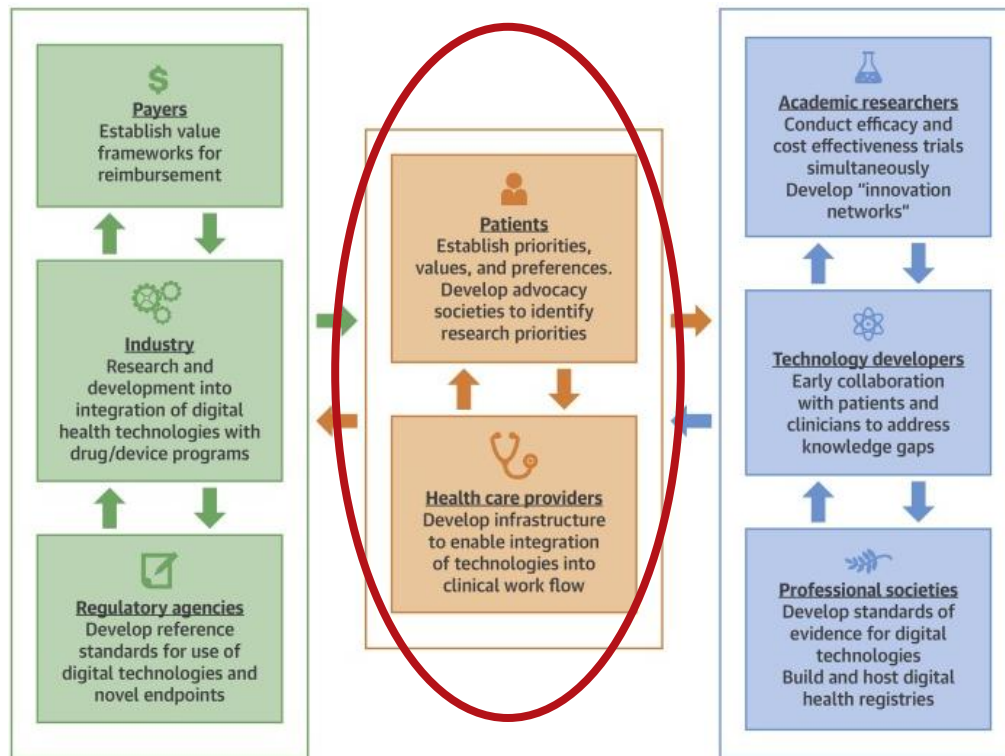 $
Payers
Establish value
frameworks for
reimbursement
Industry
Research and
development into
integration of digital
health technologies with
drug/device programs
Regulatory agencies
Develop reference
standards for use of
digital technologies and
novel endpoints
Patients
Establish priorities,
values, and preferences.
Develop advocacy
societies to identify
research priorities
Health care providers
Develop infrastructure
to enable integration
of technologies into
clinical work flow
Academic researchers
Conduct efficacy and
cost effectiveness trials
simultaneously
Develop "innovation
networks"
Technology developers
Early collaboration
with patients and
clinicians to address
knowledge gaps
Professional societies
Develop standards of
evidence for digital
technologies
Build and host digital
health registries